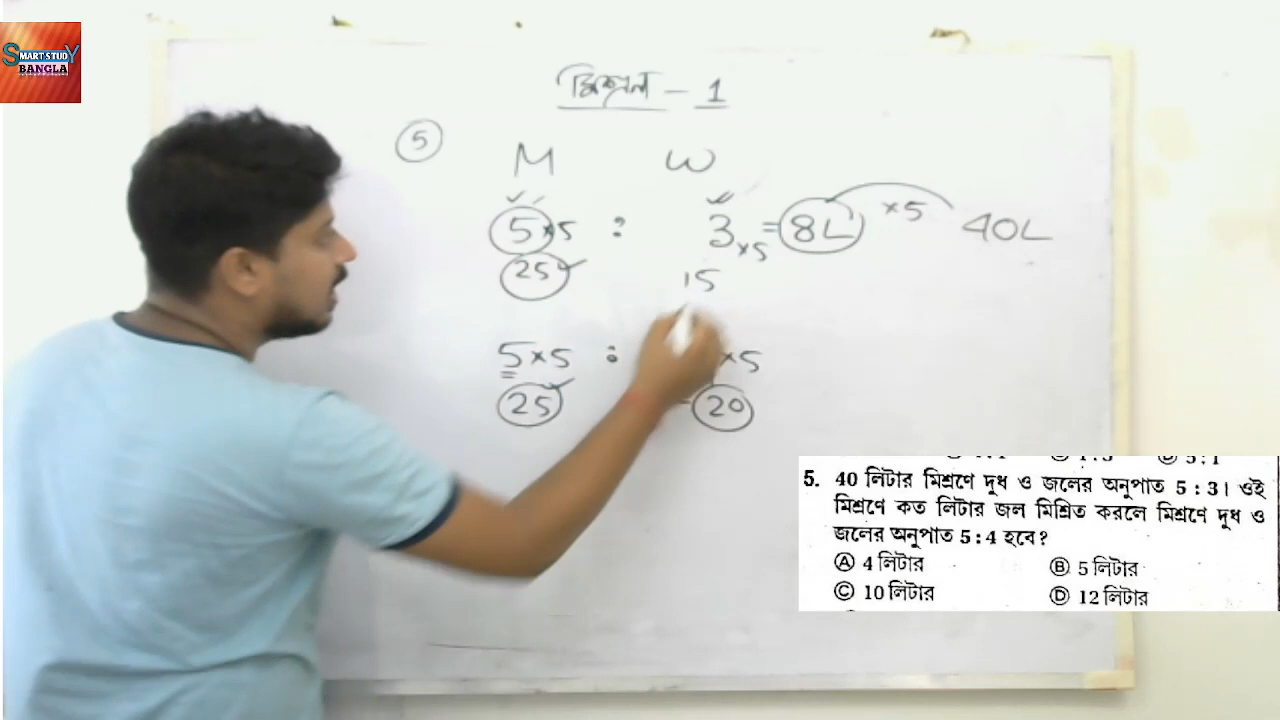 SMART STUDY
BANGLA
মিশ্রণ - 1
5
M W
5×5 : 3×5 = 8L ×5 40L
25 15
5×5 : ×5
25 = 20
5. 40 লিটার মিশ্রণে দুধ ও জলের অনুপাত 5 : 3। ওই
মিশ্রণে কত লিটার জল মিশ্রিত করলে মিশ্রণে দুধ ও
জলের অনুপাত 5 : 4 হবে?
Ⓐ 4 লিটার Ⓑ 5 লিটার
Ⓒ 10 লিটার Ⓓ 12 লিটার